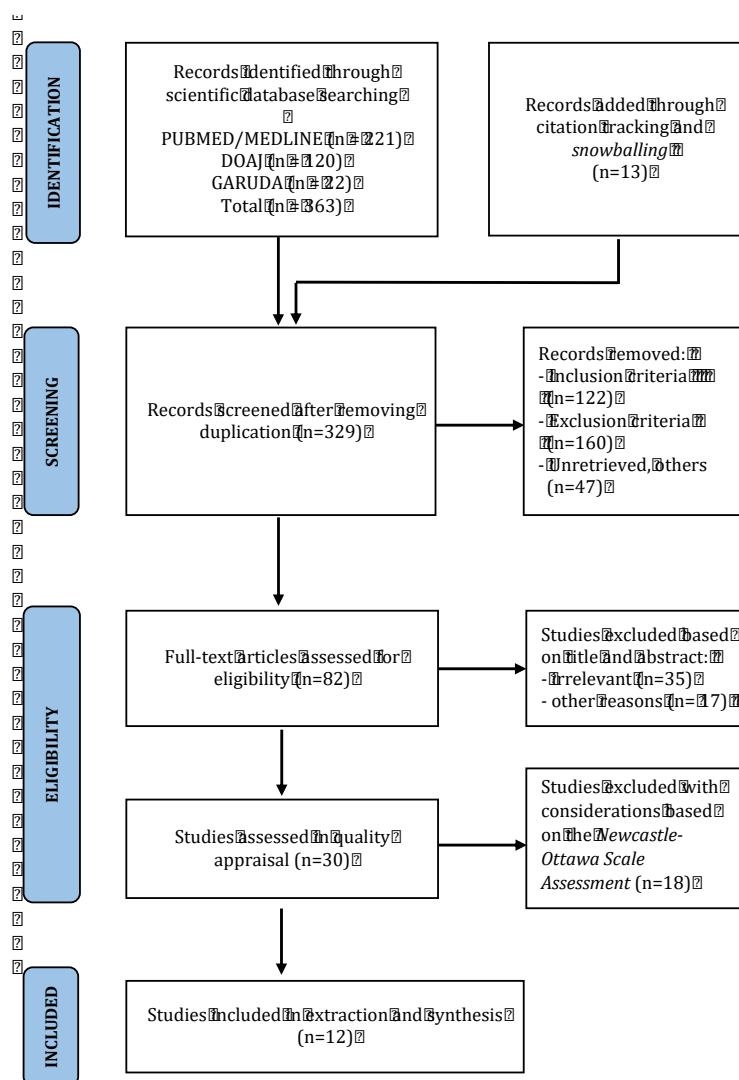 IDENTIFICATION
Records identified through
scientific database searching
PUBMED/MEDLINE (n = 221)
DOAJ (n = 120)
GARUDA (n = 22)
Total (n = 363)
Records added through
citation tracking and
snowballing
(n=13)
SCREENING
Records screened after removing
duplication (n=329)
Records removed:
- Inclusion criteria
(n=122)
- Exclusion criteria
(n=160)
- Unretrieved, others
(n=47)
ELIGIBILITY
Full-text articles assessed for
eligibility (n=82)
Studies excluded based
on title and abstract:
- Irrelevant (n=35)
- other reasons (n= 17)
Studies assessed in quality
appraisal (n=30)
Studies excluded with
considerations based
on the Newcastle-
Ottawa Scale
Assessment (n=18)
INCLUDED
Studies included in extraction and synthesis
(n=12)